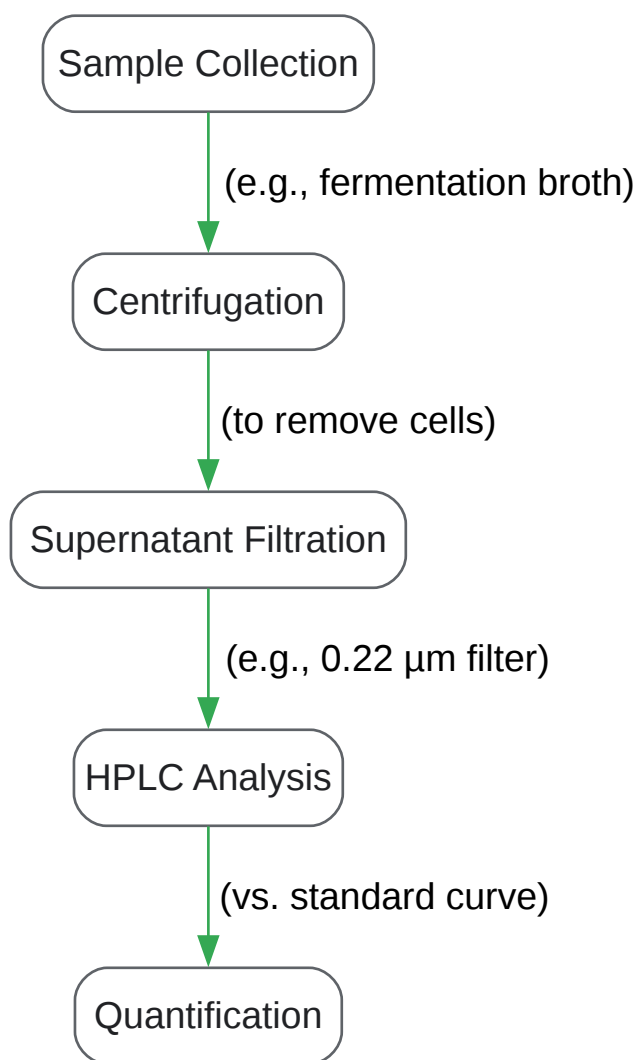 Sample Collection
(e.g., fermentation broth)
Centrifugation
(to remove cells)
Supernatant Filtration
(e.g., 0.22 µm filter)
HPLC Analysis
(vs. standard curve)
Quantification